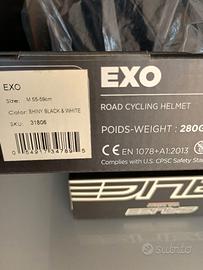 EXO
Size: M 55-59cm
Color: SHINY BLACK & WHITE
SKU: 31806
EXO
ROAD CYCLING HELMET
POIDS-WEIGHT : 280G
CE EN 1078+A1:2013
Complies with U.S. CPSC Safety Stan
subito